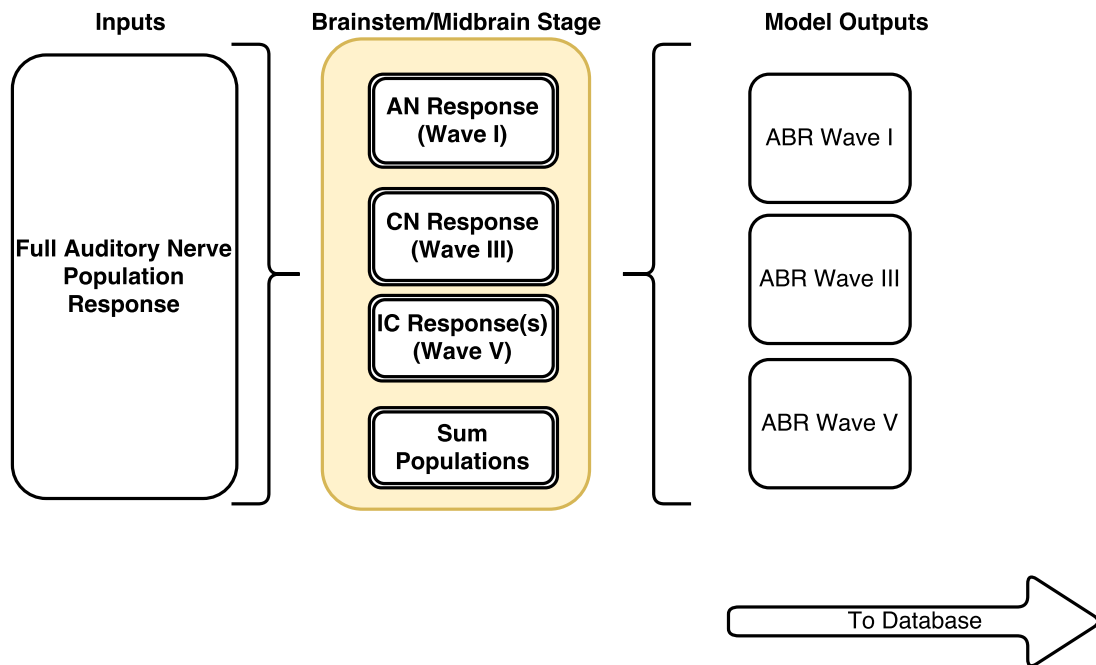 Inputs
Brainstem/Midbrain Stage
Model Outputs
Full Auditory Nerve
Population
Response
AN Response
(Wave I)
CN Response
(Wave III)
IC Response(s)
(Wave V)
Sum
Populations
ABR Wave I
ABR Wave III
ABR Wave V
To Database